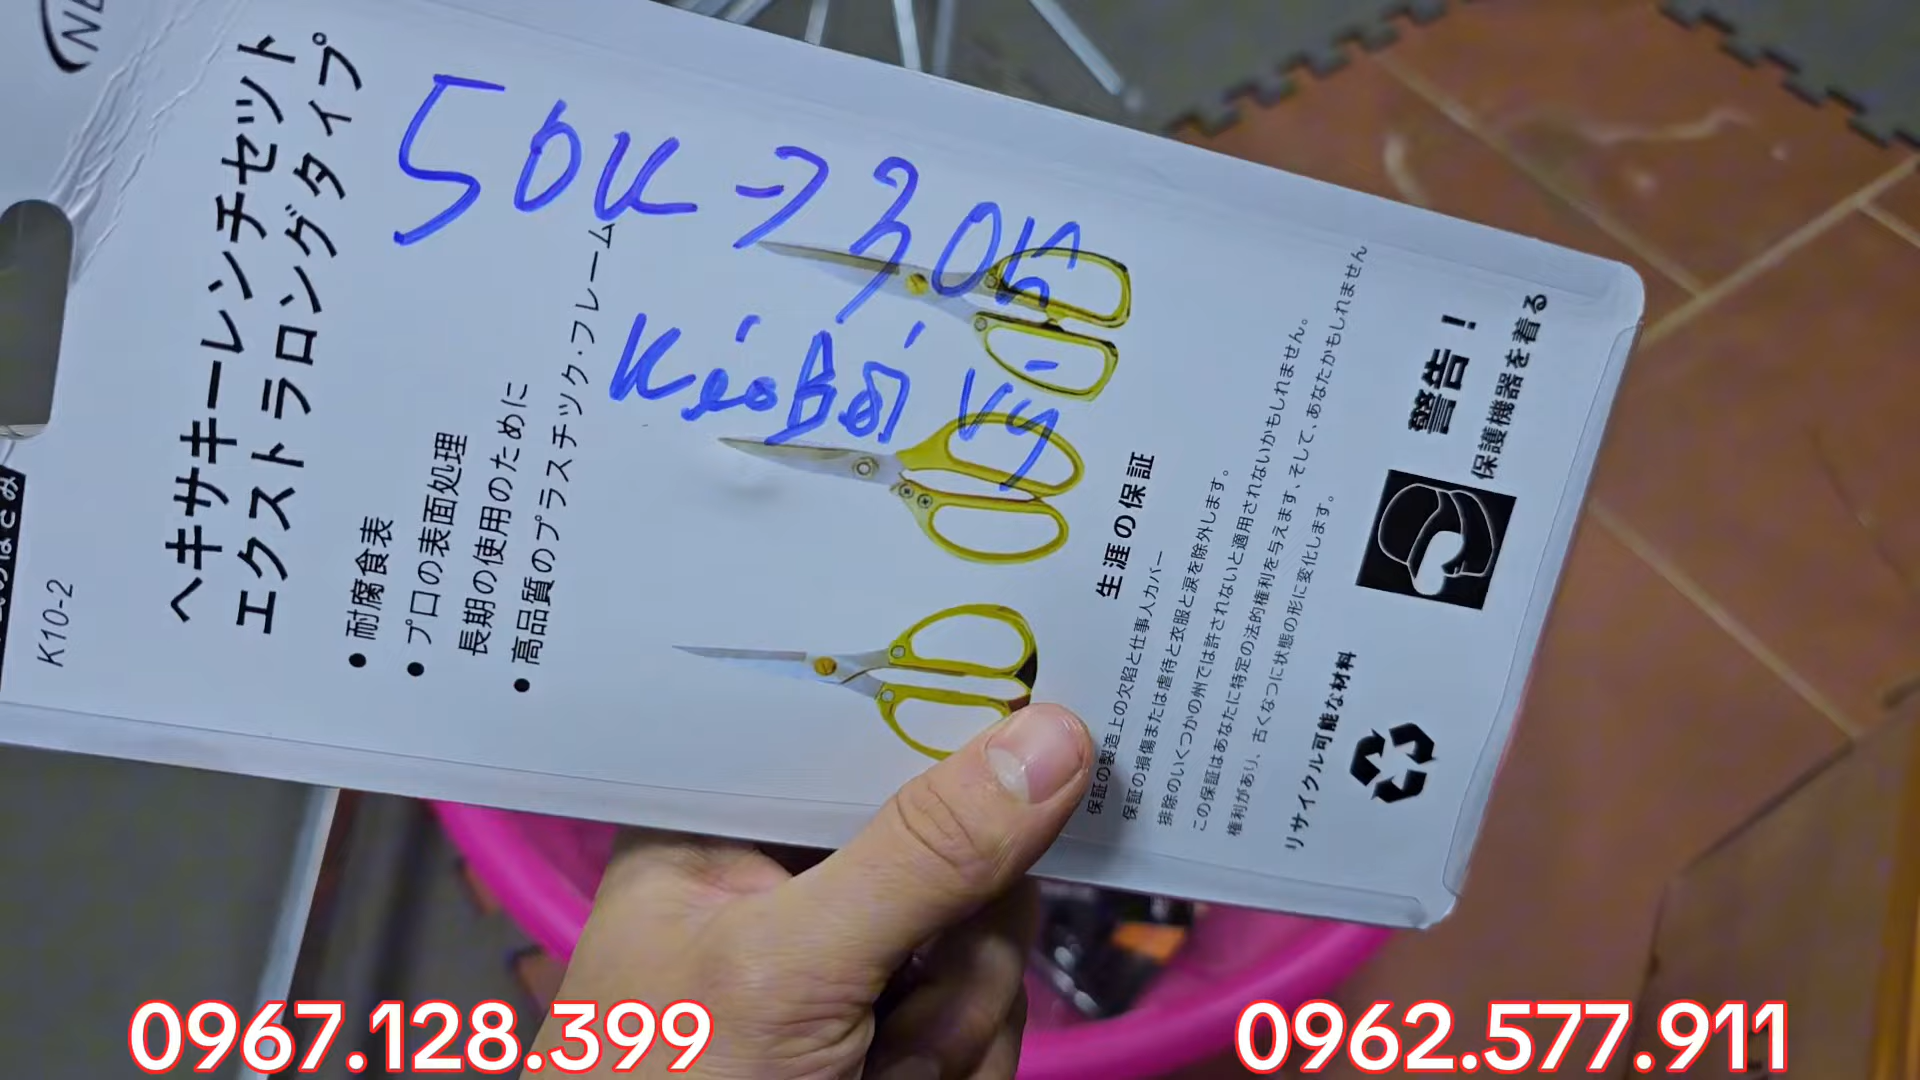 50K→30K
Kéo Bới Vỹ
ヘキサキーレンチセット
エクストラロングタイプ
• 耐腐食表
• プロの表面処理
長期の使用のために
• 高品質のプラスチック・フレーム
K10-2
生涯の保証
保証の製造上の欠陥と仕事人カバー
保証の損傷または虐待と衣服と涙を除外します。
排除のいくつかの州では許されないと適用されないかもしれません。
この保証はあなたに特定の法的権利を与えます、そして、あなたかもしれません
権利があり、古くなつに状態の形に変化します。
警告!
保護機器を着る
リサイクル可能な材料
0967.128.399
0962.577.911